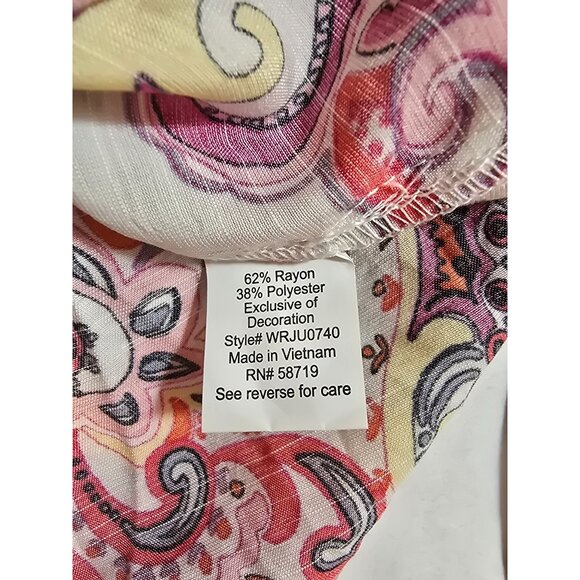 62% Rayon
38% Polyester
Exclusive of
Decoration
Style# WRJU0740
Made in Vietnam
RN# 58719
See reverse for care